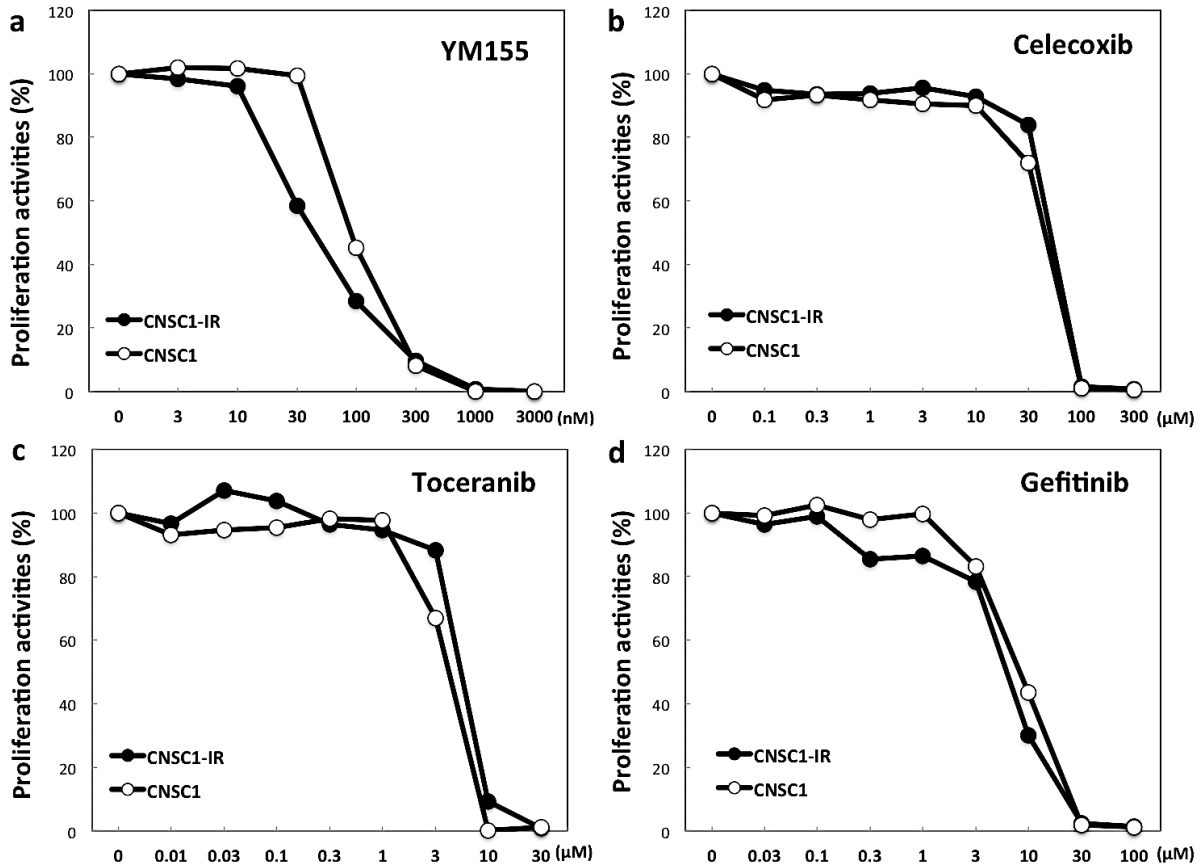 a
YM155
Proliferation activities (%)
120
100
80
60
40
20
0
CNSC1-IR
CNSC1
0 3 10 30 100 300 1000 3000 (nM)
b
Celecoxib
Proliferation activities (%)
120
100
80
60
40
20
0
CNSC1-IR
CNSC1
0 0.1 0.3 1 3 10 30 100 300 (μM)
c
Toceranib
Proliferation activities (%)
120
100
80
60
40
20
0
CNSC1-IR
CNSC1
0 0.01 0.03 0.1 0.3 1 3 10 30 (μM)
d
Gefitinib
Prolferation activities (%)
120
100
80
60
40
20
0
CNSC1-IR
CNSC1
0 0.03 0.1 0.3 1 3 10 30 100 (μM)